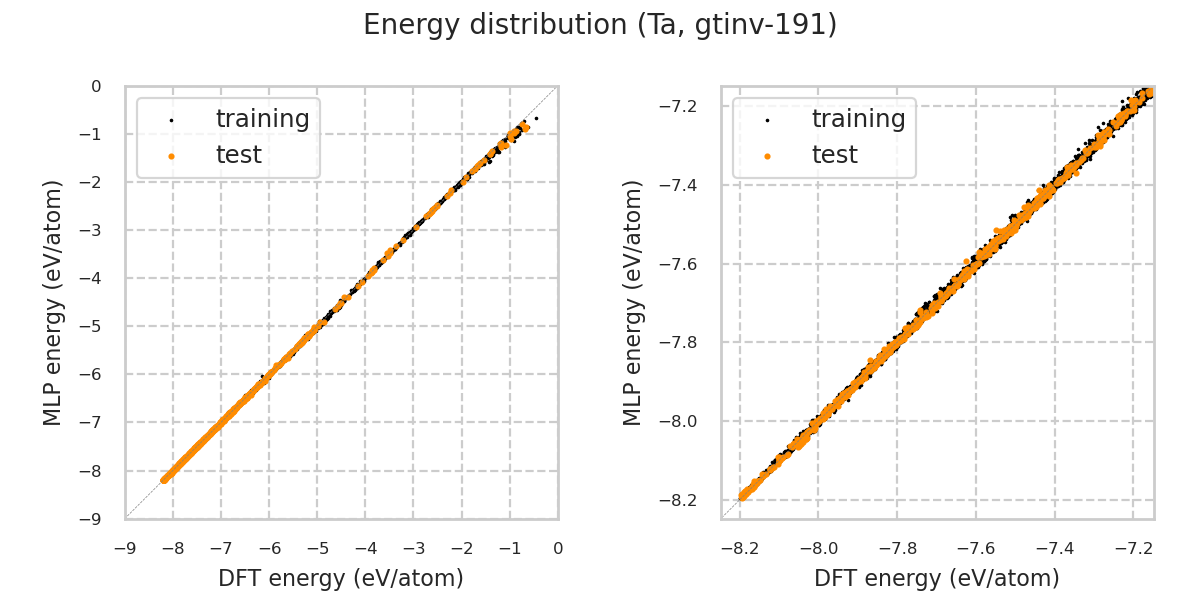 Energy distribution (Ta, gtinv-191)
training
test
0
−1
−2
−3
−4
−5
−6
−7
−8
−9
−9 −8 −7 −6 −5 −4 −3 −2 −1 0
MLP energy (eV/atom)
DFT energy (eV/atom)
training
test
−7.2
−7.4
−7.6
−7.8
−8.0
−8.2
−8.2 −8.0 −7.8 −7.6 −7.4 −7.2
MLP energy (eV/atom)
DFT energy (eV/atom)